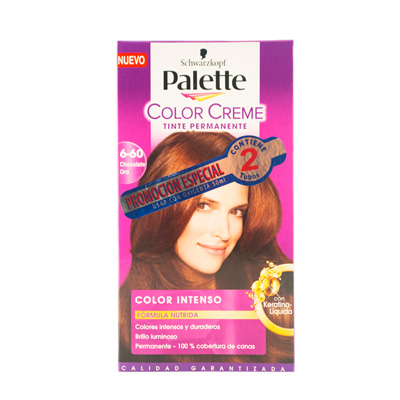 NUEVO
Schwarzkopf
Palette
COLOR CREME
TINTE PERMANENTE
6-60
Chocolate
Oro
CONTIENE
2
Tubos
PROMOCION ESPECIAL
COLOR INTENSO
FÓRMULA NUTRIDA
Colores intensos y duraderos
Brillo luminoso
Permanente – 100 % cobertura de canas
con
Keratina-
Líquida
CALIDAD GARANTIZADA